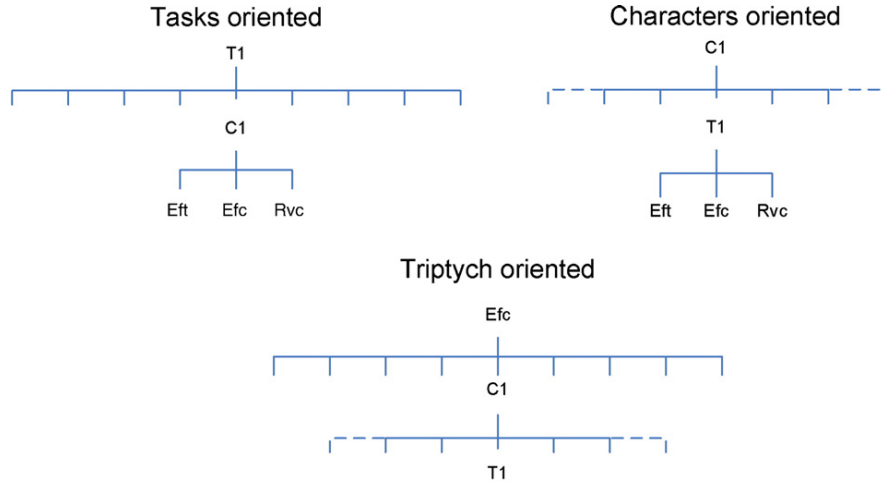 Tasks oriented
T1
C1
Eft Efc Rvc
Characters oriented
C1
T1
Eft Efc Rvc
Triptych oriented
Efc
C1
T1